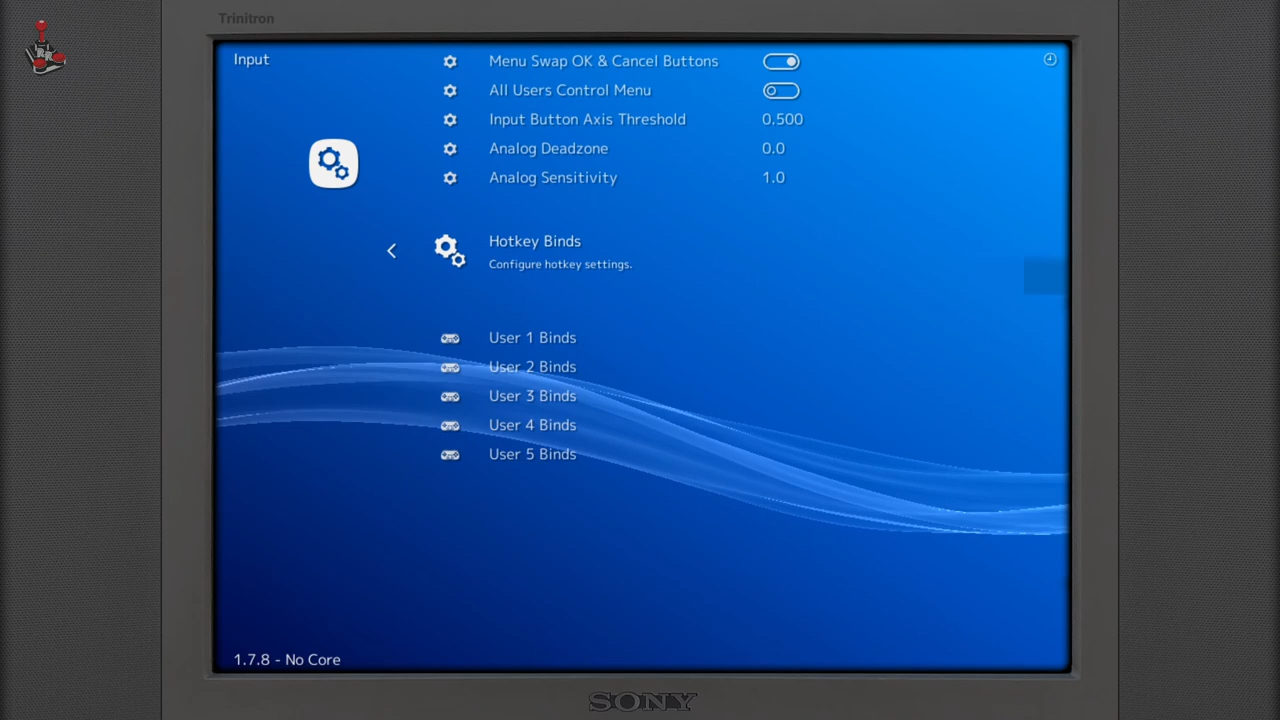 Trinitron
Input
Menu Swap OK & Cancel Buttons
All Users Control Menu
Input Button Axis Threshold 0.500
Analog Deadzone 0.0
Analog Sensitivity 1.0
Hotkey Binds
Configure hotkey settings.
User 1 Binds
User 2 Binds
User 3 Binds
User 4 Binds
User 5 Binds
1.7.8 - No Core
SONY